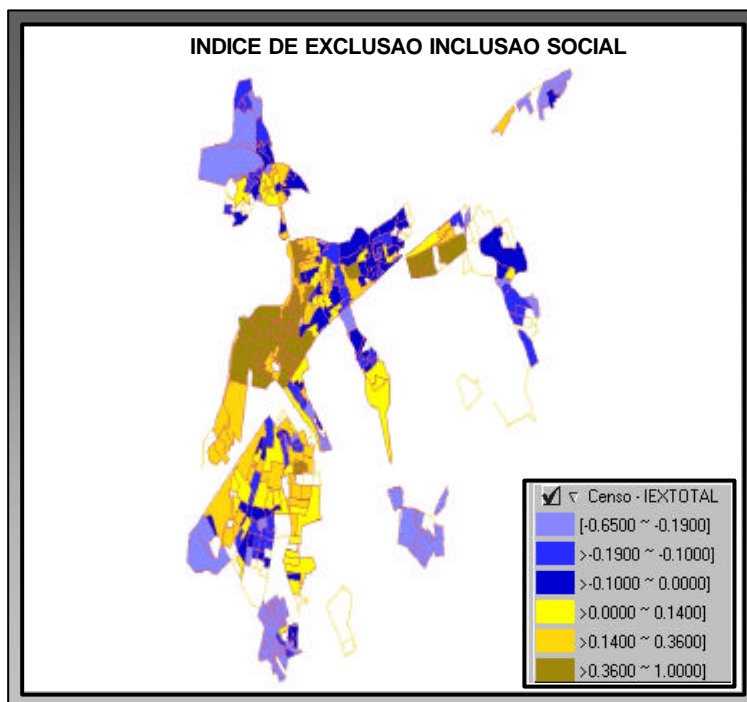 INDICE DE EXCLUSAO INCLUSAO SOCIAL
Censo - IEXTOTAL
[-0.6500 ~ -0.1900]
>-0.1900 ~ -0.1000]
>-0.1000 ~ 0.0000]
>0.0000 ~ 0.1400]
>0.1400 ~ 0.3600]
>0.3600 ~ 1.0000]